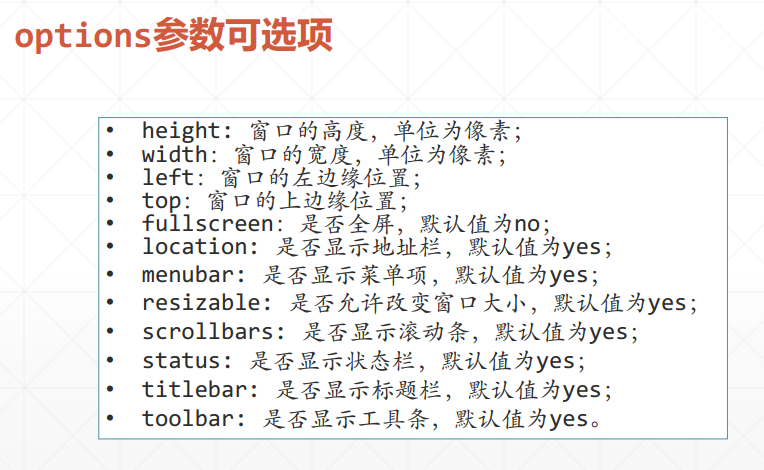 options参数可选项
• height: 窗口的高度，单位为像素；
• width: 窗口的宽度，单位为像素；
• left: 窗口的左边缘位置；
• top: 窗口的上边缘位置；
• fullscreen: 是否全屏，默认值为no；
• location: 是否显示地址栏，默认值为yes；
• menubar: 是否显示菜单项，默认值为yes；
• resizable: 是否允许改变窗口大小，默认值为yes；
• scrollbars: 是否显示滚动条，默认值为yes；
• status: 是否显示状态栏，默认值为yes；
• titlebar: 是否显示标题栏，默认值为yes；
• toolbar: 是否显示工具条，默认值为yes。